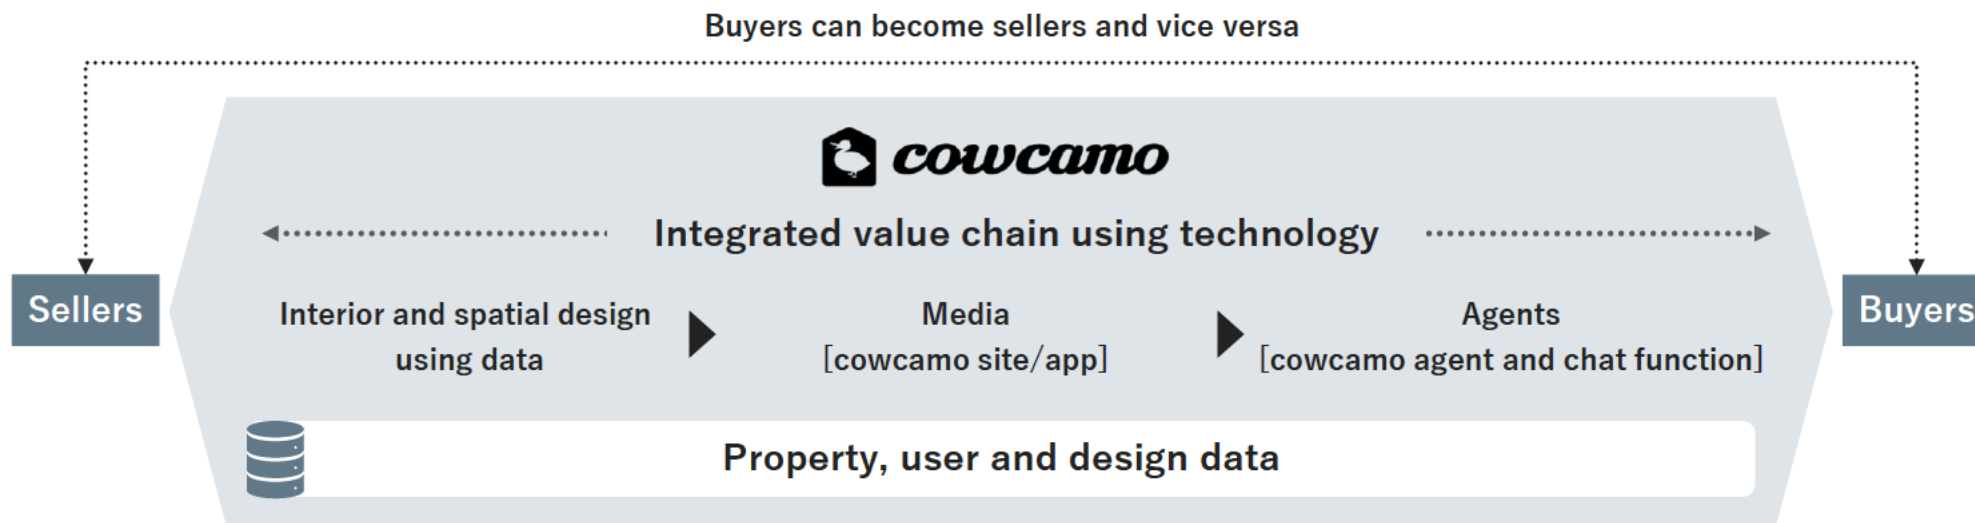 Buyers can become sellers and vice versa
cowcamo
Integrated value chain using technology
Sellers
Interior and spatial design
using data
Media
[cowcamo site/app]
Agents
[cowcamo agent and chat function]
Buyers
Property, user and design data